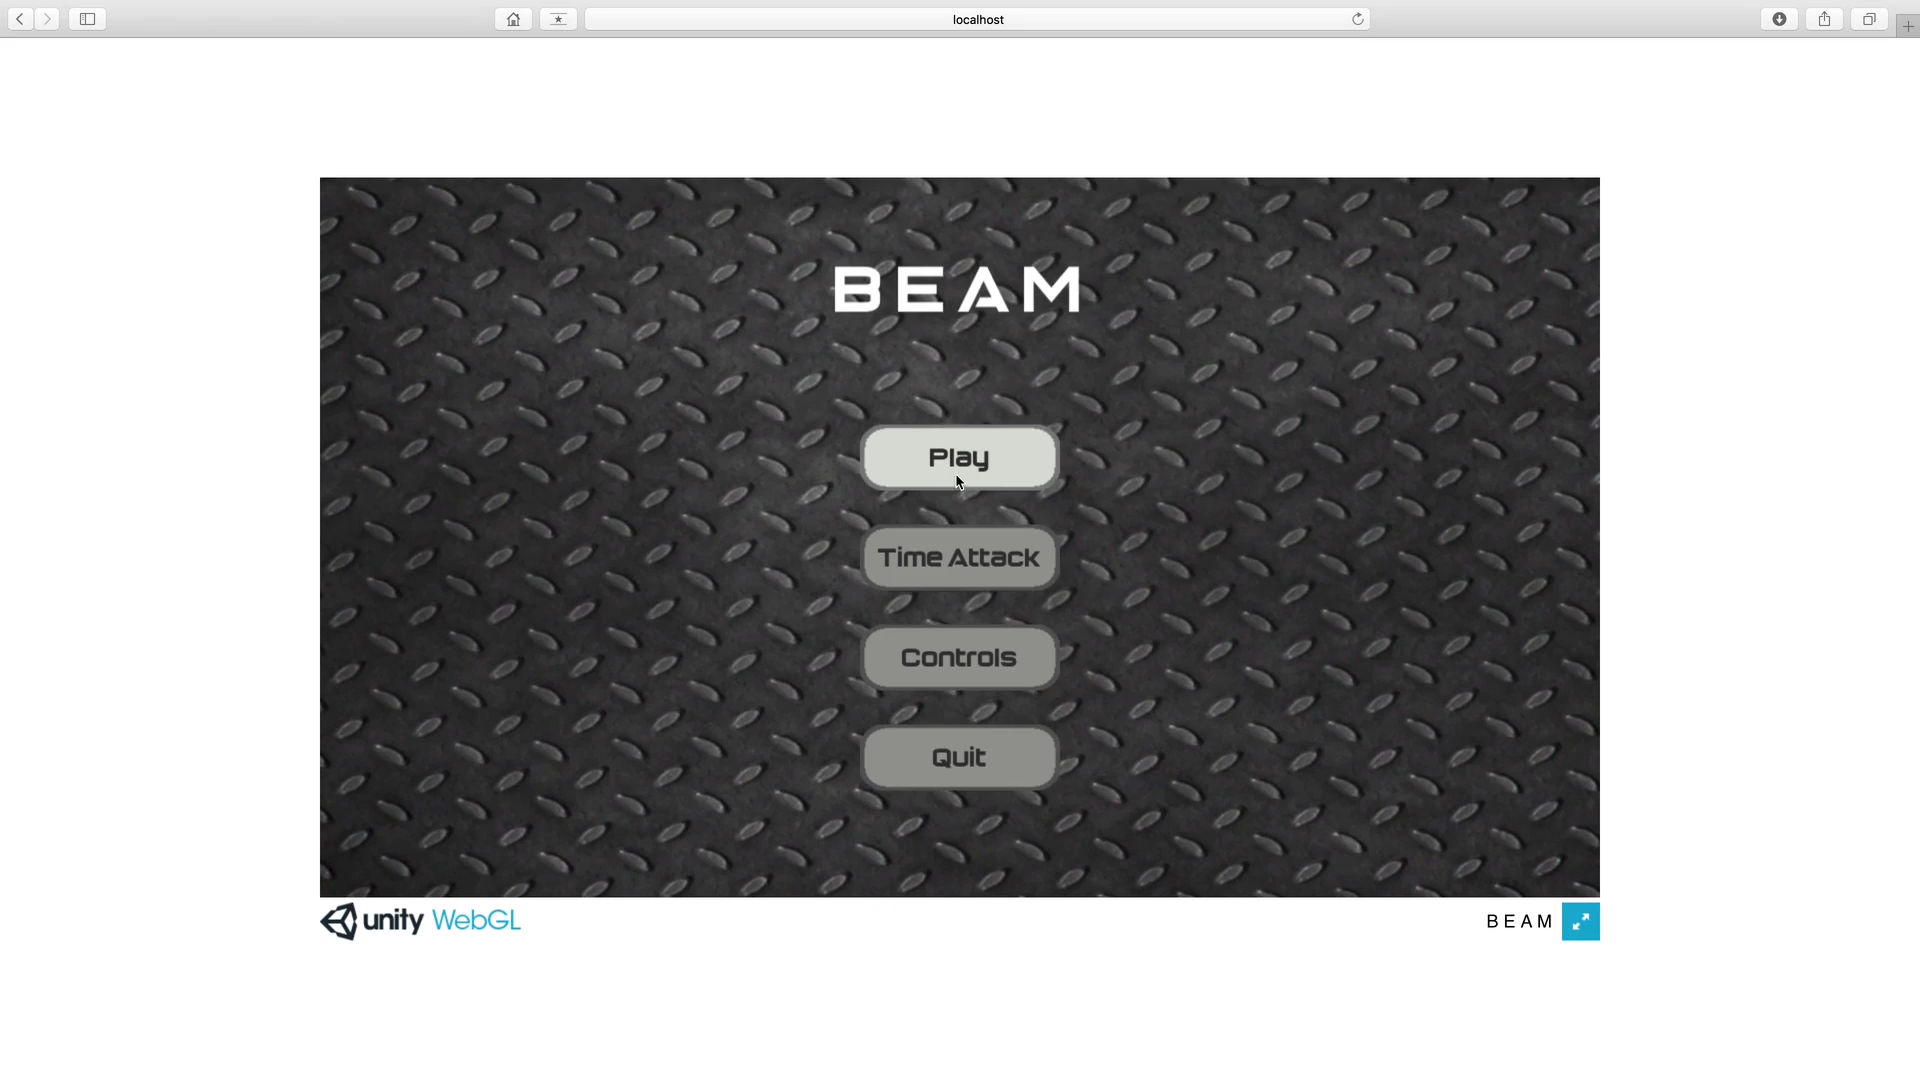 localhost
BEAM
Play
Time Attack
Controls
Quit
unity WebGL
BEAM